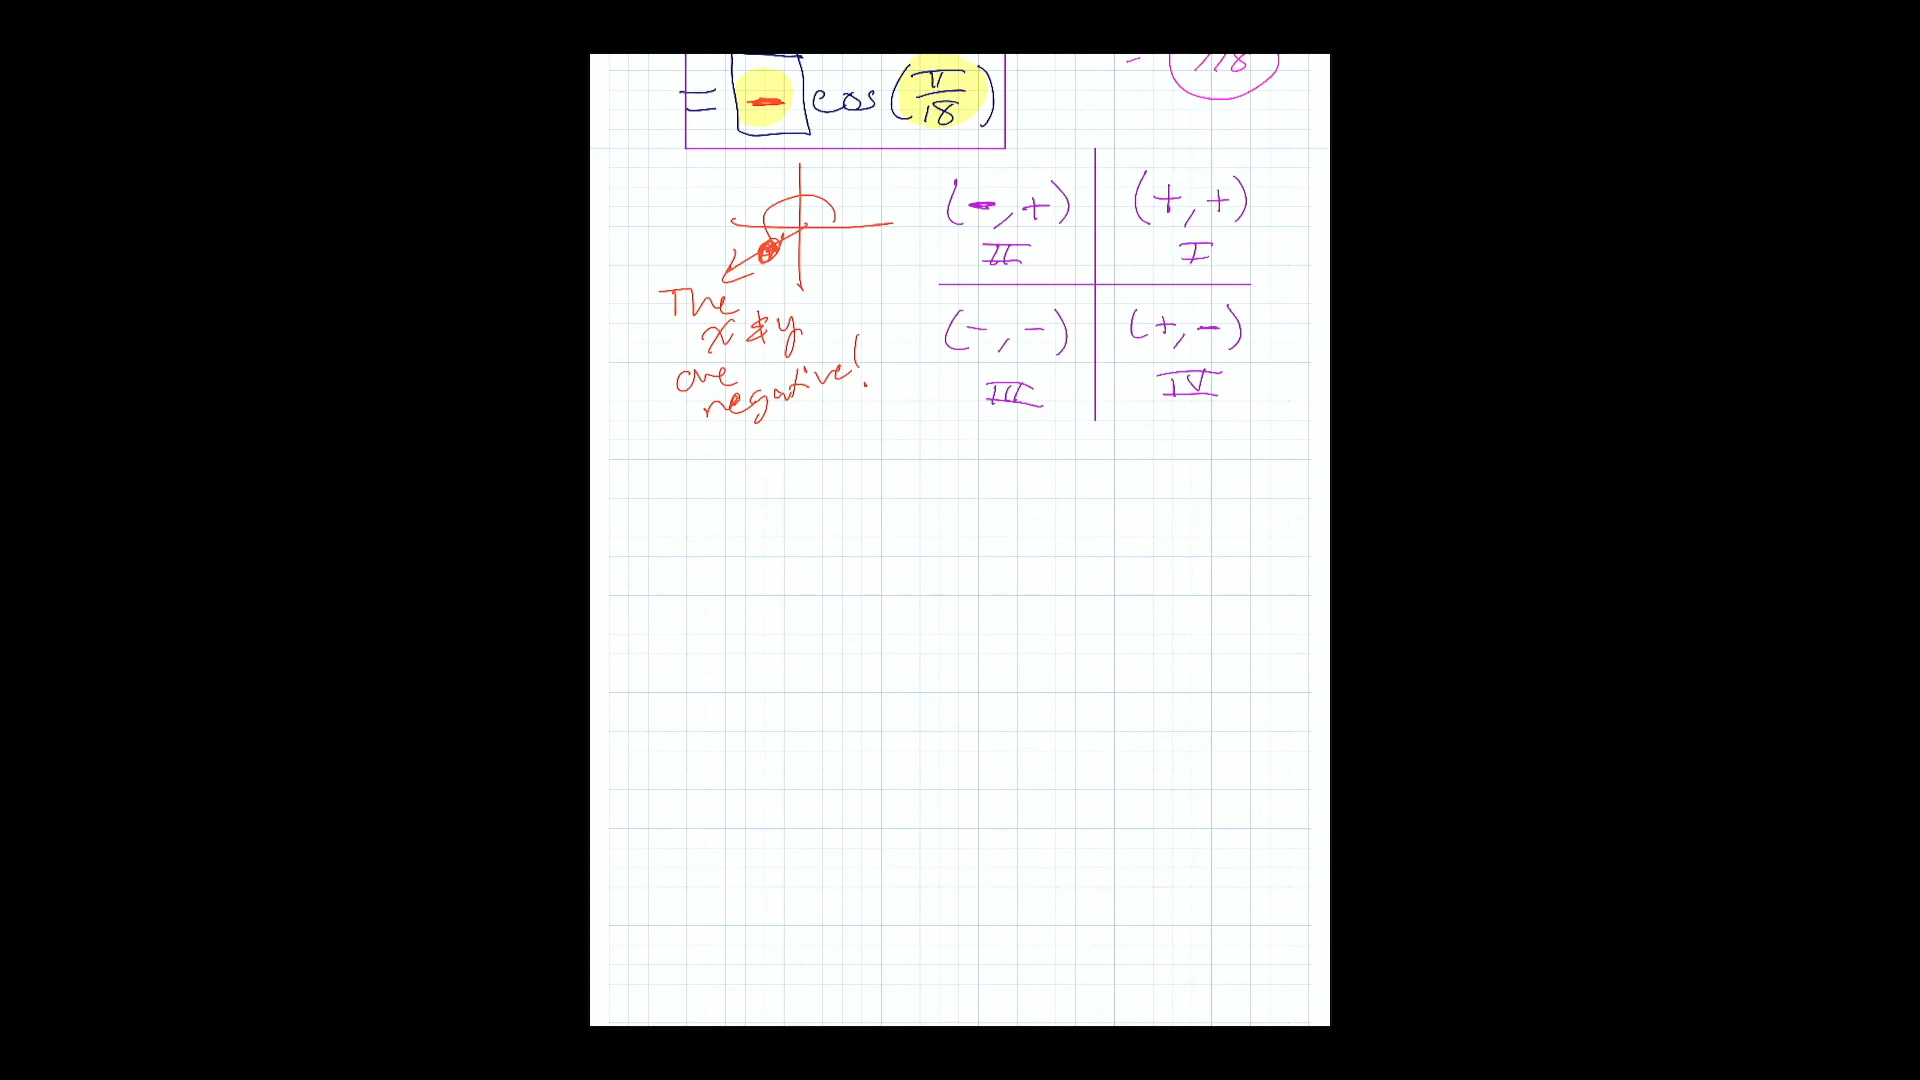 = - cos (π/18)
= π/18
(-, +) (+, +)
II I
(-, -) (+, -)
III IV
The
x & y
are
negative!